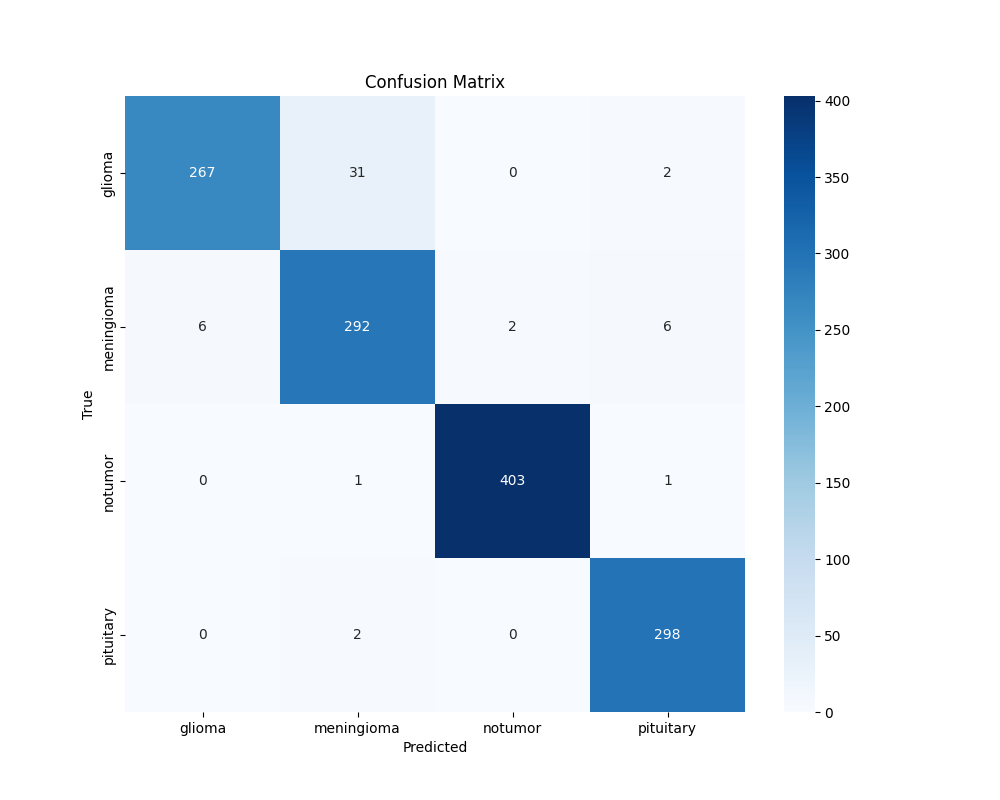 Confusion Matrix
True
glioma 267 31 0 2
meningioma 6 292 2 6
notumor 0 1 403 1
pituitary 0 2 0 298
glioma meningioma notumor pituitary
Predicted
400
350
300
250
200
150
100
50
0